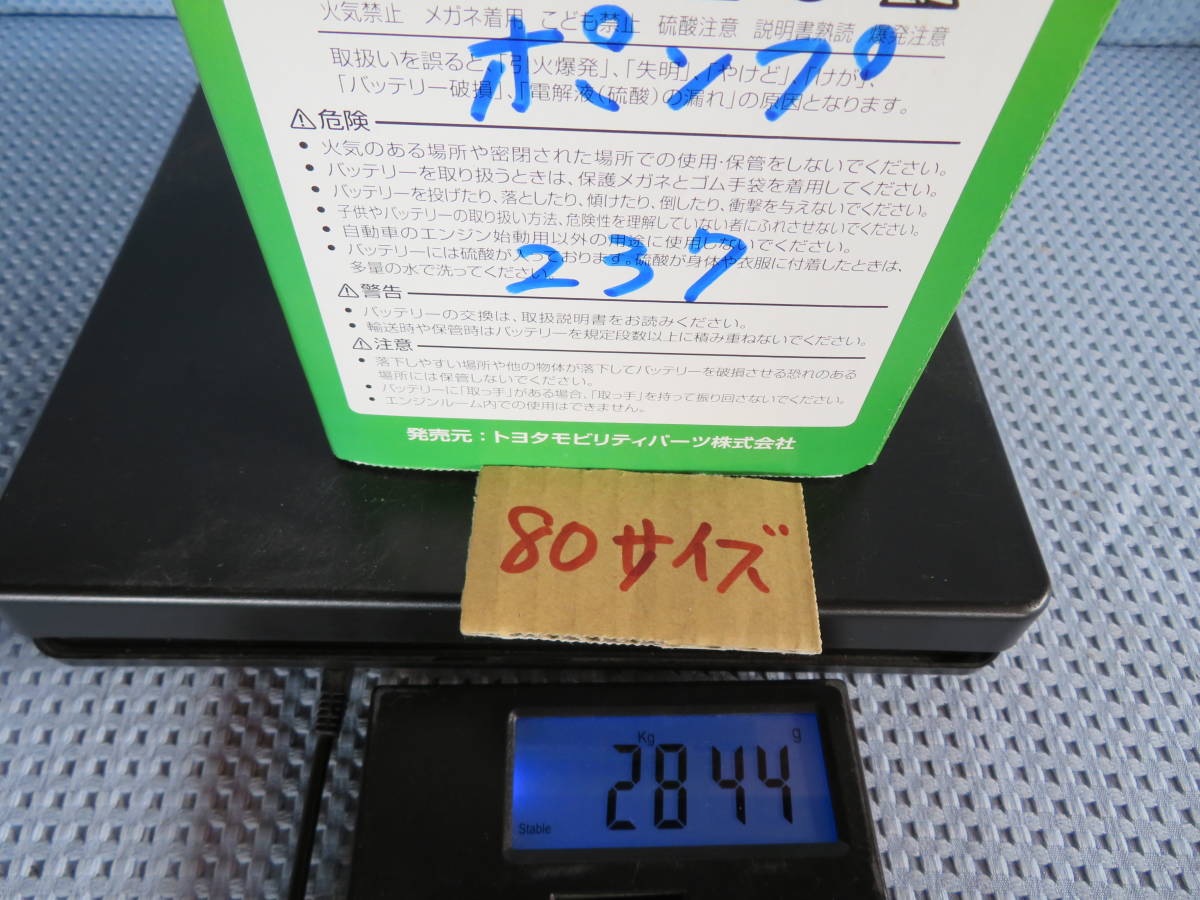 火気禁止 メガネ着用 こども禁止 硫酸注意 説明書熟読 爆発注意
ポンプ
取扱いを誤ると、「引火爆発」、「失明」、「やけど」、「けが」、
「バッテリー破損」、「電解液(硫酸)の漏れ」の原因となります。
⚠危険
• 火気のある場所や密閉された場所での使用・保管をしないでください。
• バッテリーを取り扱うときは、保護メガネとゴム手袋を着用してください。
• バッテリーを投げたり、落としたり、傾けたり、倒したり、衝撃を与えないでください。
• 子供やバッテリーの取り扱い方法、危険性を理解していない者にふれさせないでください。
• 自動車のエンジン始動用以外の用途に使用しないでください。
• バッテリーには硫酸が入っております。硫酸が身体や衣服に付着したときは、
多量の水で洗ってください。
237
⚠警告
• バッテリーの交換は、取扱説明書をお読みください。
• 輸送時や保管時はバッテリーを規定段数以上に積み重ねないでください。
⚠注意
• 落下しやすい場所や他の物体が落下してバッテリーを破損させる恐れのある
場所には保管しないでください。
• バッテリーに「取っ手」がある場合、「取っ手」を持って振り回さないでください。
• エンジンルーム内での使用はできません。
発売元：トヨタモビリティパーツ株式会社
80サイズ
Kg g
2844
Stable